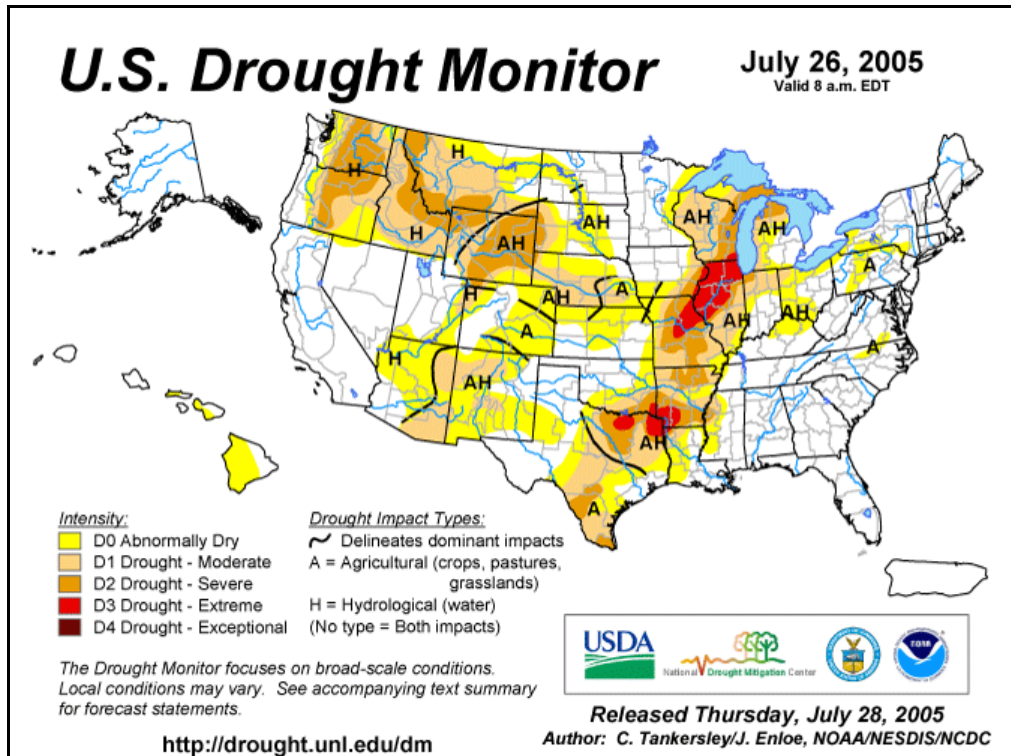 U.S. Drought Monitor
July 26, 2005
Valid 8 a.m. EDT
H
H
AH
AH
AH
H
AH
H
AH
A
A
A
AH
AH
H
A
AH
AH
A
Intensity:
D0 Abnormally Dry
D1 Drought - Moderate
D2 Drought - Severe
D3 Drought - Extreme
D4 Drought - Exceptional
Drought Impact Types:
Delineates dominant impacts
A = Agricultural (crops, pastures,
grasslands)
H = Hydrological (water)
(No type = Both impacts)
The Drought Monitor focuses on broad-scale conditions.
Local conditions may vary. See accompanying text summary
for forecast statements.
http://drought.unl.edu/dm
USDA
National Drought Mitigation Center
NOAA
Released Thursday, July 28, 2005
Author: C. Tankersley/J. Enloe, NOAA/NESDIS/NCDC